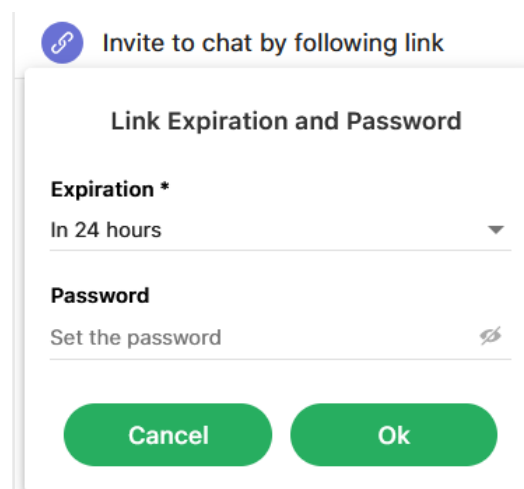 Invite to chat by following link
Link Expiration and Password
Expiration *
In 24 hours
Password
Set the password
Cancel Ok